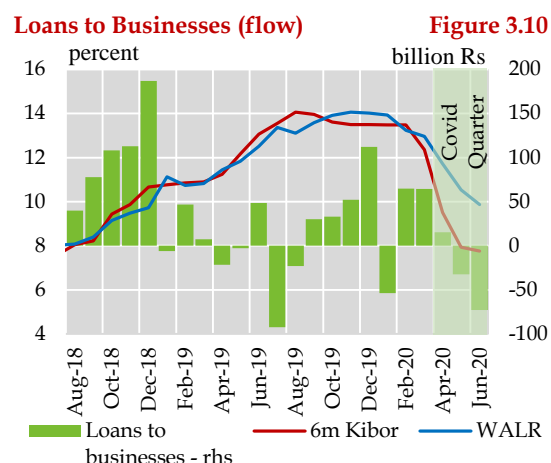 Loans to Businesses (flow) Figure 3.10
percent billion Rs
16 200
14 150
12 100
10 50
8 0
6 -50
4 -100
Covid
Quarter
Aug-18
Oct-18
Dec-18
Feb-19
Apr-19
Jun-19
Aug-19
Oct-19
Dec-19
Feb-20
Apr-20
Jun-20
Loans to businesses - rhs
6m Kibor
WALR